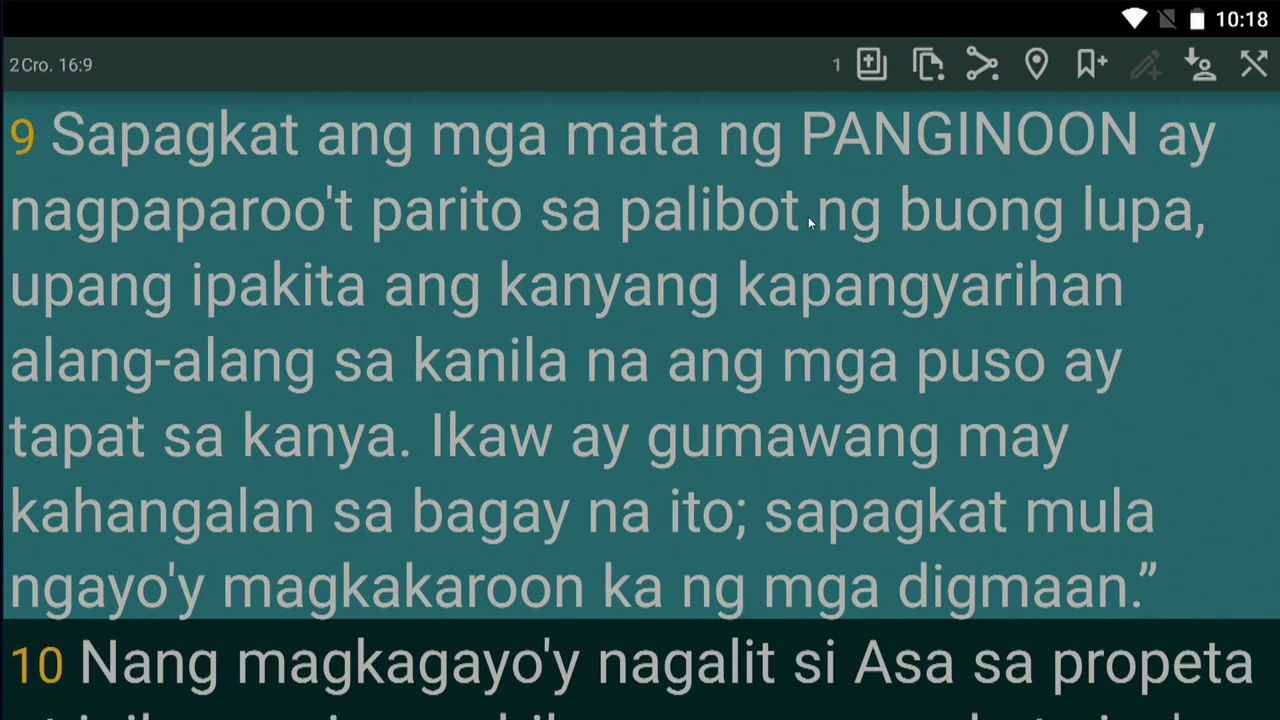 10:18
2Cro. 16:9
1
9 Sapagkat ang mga mata ng PANGINOON ay
nagpaparoo't parito sa palibot ng buong lupa,
upang ipakita ang kanyang kapangyarihan
alang-alang sa kanila na ang mga puso ay
tapat sa kanya. Ikaw ay gumawang may
kahangalan sa bagay na ito; sapagkat mula
ngayo'y magkakaroon ka ng mga digmaan.”
10 Nang magkagayo'y nagalit si Asa sa propeta